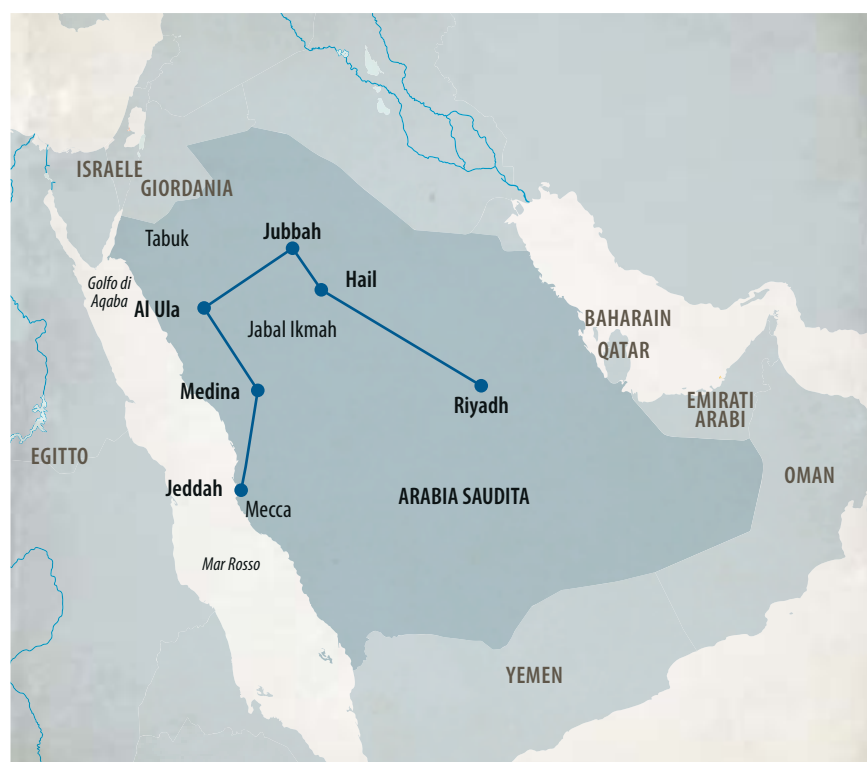 ISRAELE
GIORDANIA
Tabuk
Jubbah
Golfo di
Aqaba
Hail
Al Ula
Jabal Ikmah
BAHARAIN
QATAR
Medina
Riyadh
EMIRATI
ARABI
EGITTO
Jeddah
Mecca
ARABIA SAUDITA
OMAN
Mar Rosso
YEMEN